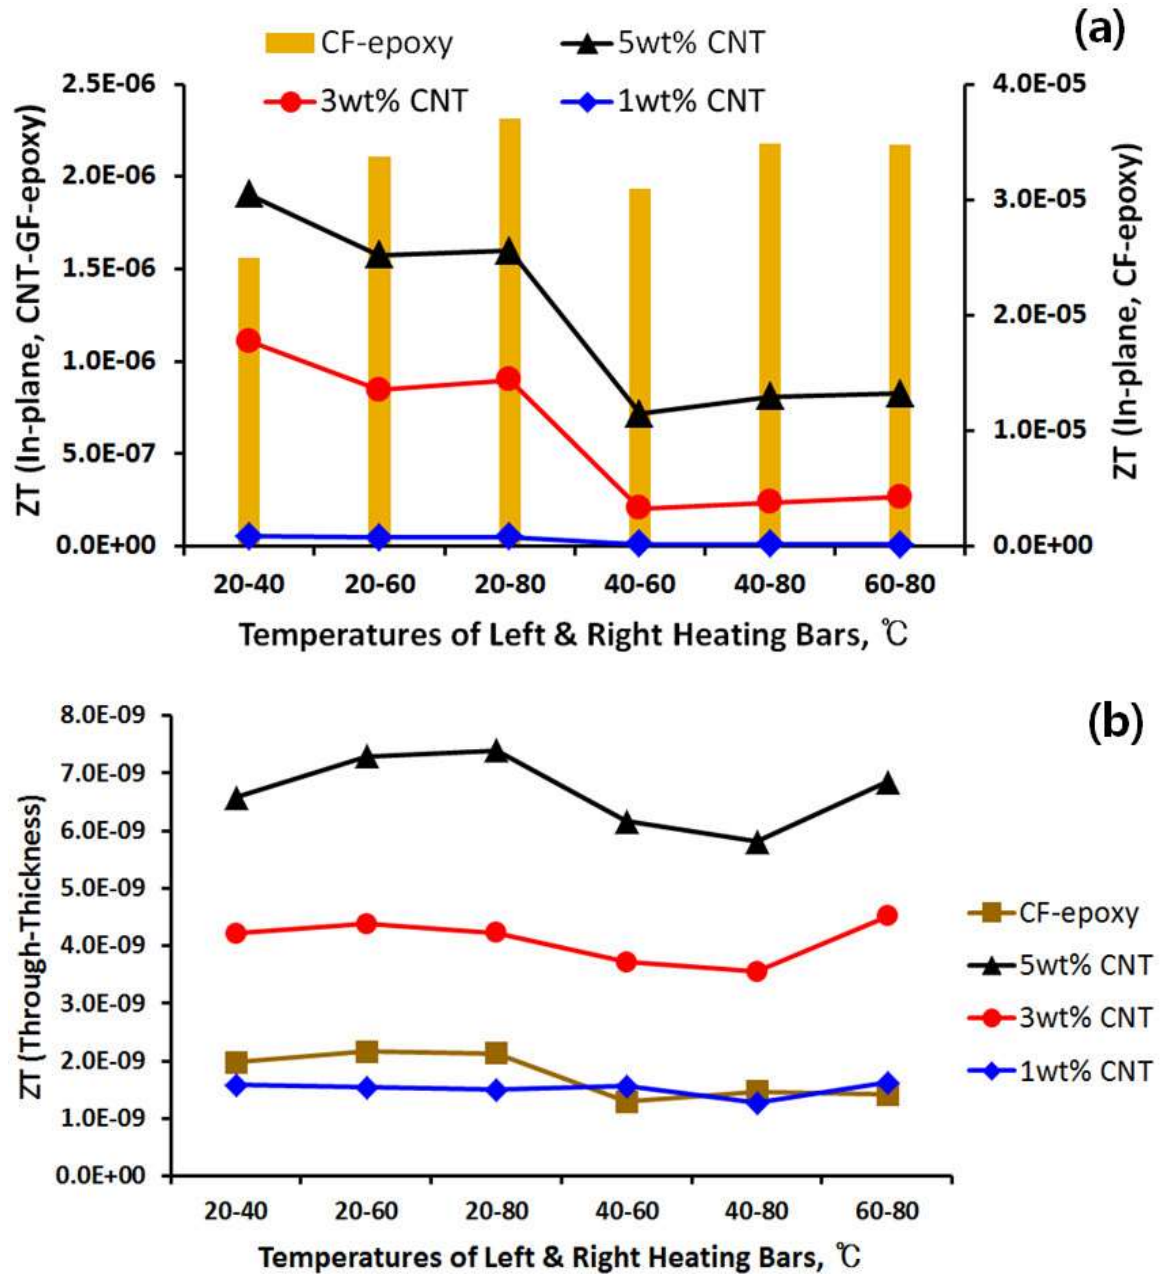 (a)
CF-epoxy
5wt% CNT
3wt% CNT
1wt% CNT
ZT (In-plane, CNT-GF-epoxy)
2.5E-06
2.0E-06
1.5E-06
1.0E-06
5.0E-07
0.0E+00
4.0E-05
3.0E-05
2.0E-05
1.0E-05
0.0E+00
ZT (In-plane, CF-epoxy)
20-40 20-60 20-80 40-60 40-80 60-80
Temperatures of Left & Right Heating Bars, ℃
(b)
ZT (Through-Thickness)
8.0E-09
7.0E-09
6.0E-09
5.0E-09
4.0E-09
3.0E-09
2.0E-09
1.0E-09
0.0E+00
CF-epoxy
5wt% CNT
3wt% CNT
1wt% CNT
20-40 20-60 20-80 40-60 40-80 60-80
Temperatures of Left & Right Heating Bars, ℃